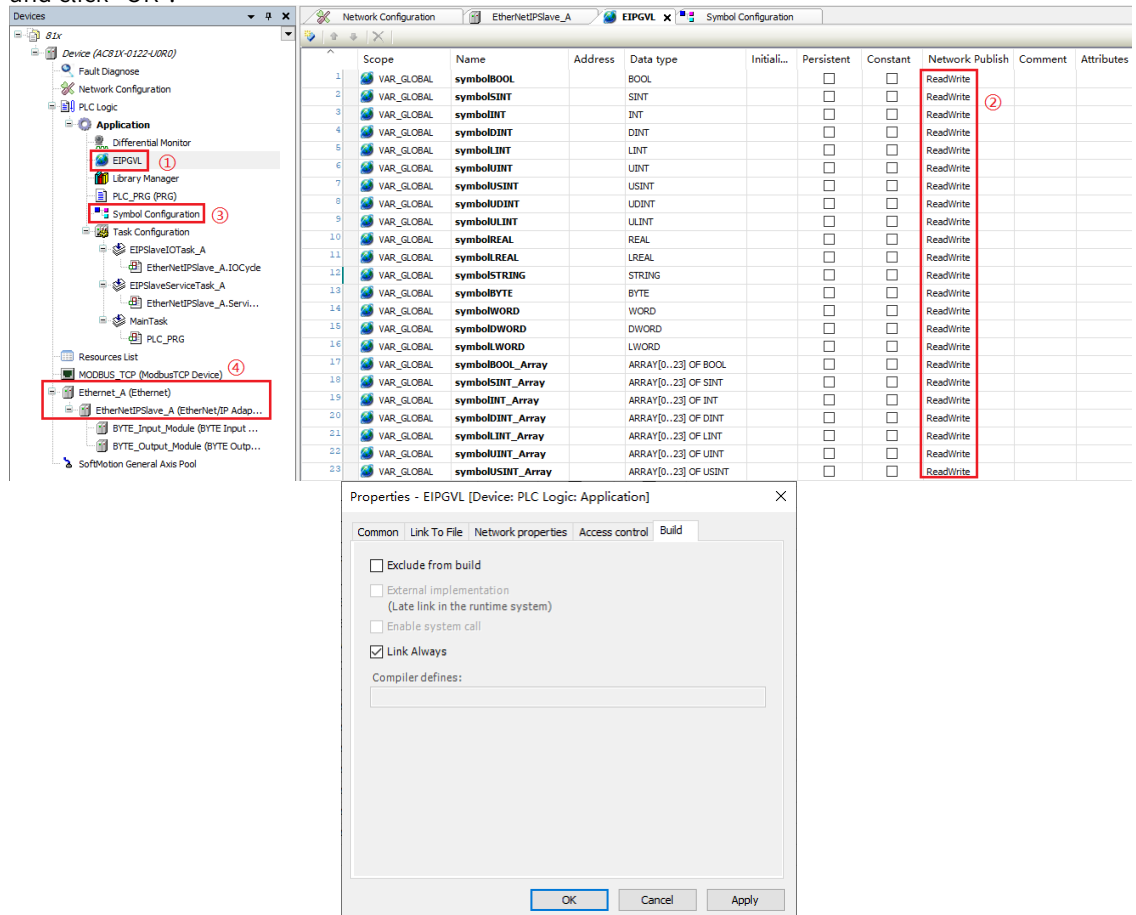 and click "OK".
Devices
81x
Device (AC81X-0122-U0R0)
Fault Diagnose
Network Configuration
PLC Logic
Application
Differential Monitor
EIPGVL ①
Library Manager
PLC_PRG (PRG)
Symbol Configuration ③
Task Configuration
EIPSlaveIOTask_A
EtherNetIPSlave_A.IOCycle
EIPSlaveServiceTask_A
EtherNetIPSlave_A.Servi...
MainTask
PLC_PRG
Resources List
MODBUS_TCP (ModbusTCP Device) ④
Ethernet_A (Ethernet)
EtherNetIPSlave_A (EtherNet/IP Adap...
BYTE_Input_Module (BYTE Input ...
BYTE_Output_Module (BYTE Outp...
SoftMotion General Axis Pool
Network Configuration EtherNetIPSlave_A EIPGVL Symbol Configuration
Scope Name Address Data type Initiali... Persistent Constant Network Publish Comment Attributes
1 VAR_GLOBAL symbolBOOL BOOL ReadWrite
②
2 VAR_GLOBAL symbolSINT SINT ReadWrite
3 VAR_GLOBAL symbolINT INT ReadWrite
4 VAR_GLOBAL symbolDINT DINT ReadWrite
5 VAR_GLOBAL symbolLINT LINT ReadWrite
6 VAR_GLOBAL symbolUINT UINT ReadWrite
7 VAR_GLOBAL symbolUSINT USINT ReadWrite
8 VAR_GLOBAL symbolUDINT UDINT ReadWrite
9 VAR_GLOBAL symbolULINT ULINT ReadWrite
10 VAR_GLOBAL symbolREAL REAL ReadWrite
11 VAR_GLOBAL symbolLREAL LREAL ReadWrite
12 VAR_GLOBAL symbolSTRING STRING ReadWrite
13 VAR_GLOBAL symbolBYTE BYTE ReadWrite
14 VAR_GLOBAL symbolWORD WORD ReadWrite
15 VAR_GLOBAL symbolDWORD DWORD ReadWrite
16 VAR_GLOBAL symbolLWORD LWORD ReadWrite
17 VAR_GLOBAL symbolBOOL_Array ARRAY[0..23] OF BOOL ReadWrite
18 VAR_GLOBAL symbolSINT_Array ARRAY[0..23] OF SINT ReadWrite
19 VAR_GLOBAL symbolINT_Array ARRAY[0..23] OF INT ReadWrite
20 VAR_GLOBAL symbolDINT_Array ARRAY[0..23] OF DINT ReadWrite
21 VAR_GLOBAL symbolLINT_Array ARRAY[0..23] OF LINT ReadWrite
22 VAR_GLOBAL symbolUINT_Array ARRAY[0..23] OF UINT ReadWrite
23 VAR_GLOBAL symbolUSINT_Array ARRAY[0..23] OF USINT ReadWrite
Properties - EIPGVL [Device: PLC Logic: Application]
Common Link To File Network properties Access control Build
Exclude from build
External implementation
(Late link in the runtime system)
Enable system call
Link Always
Compiler defines:
OK Cancel Apply